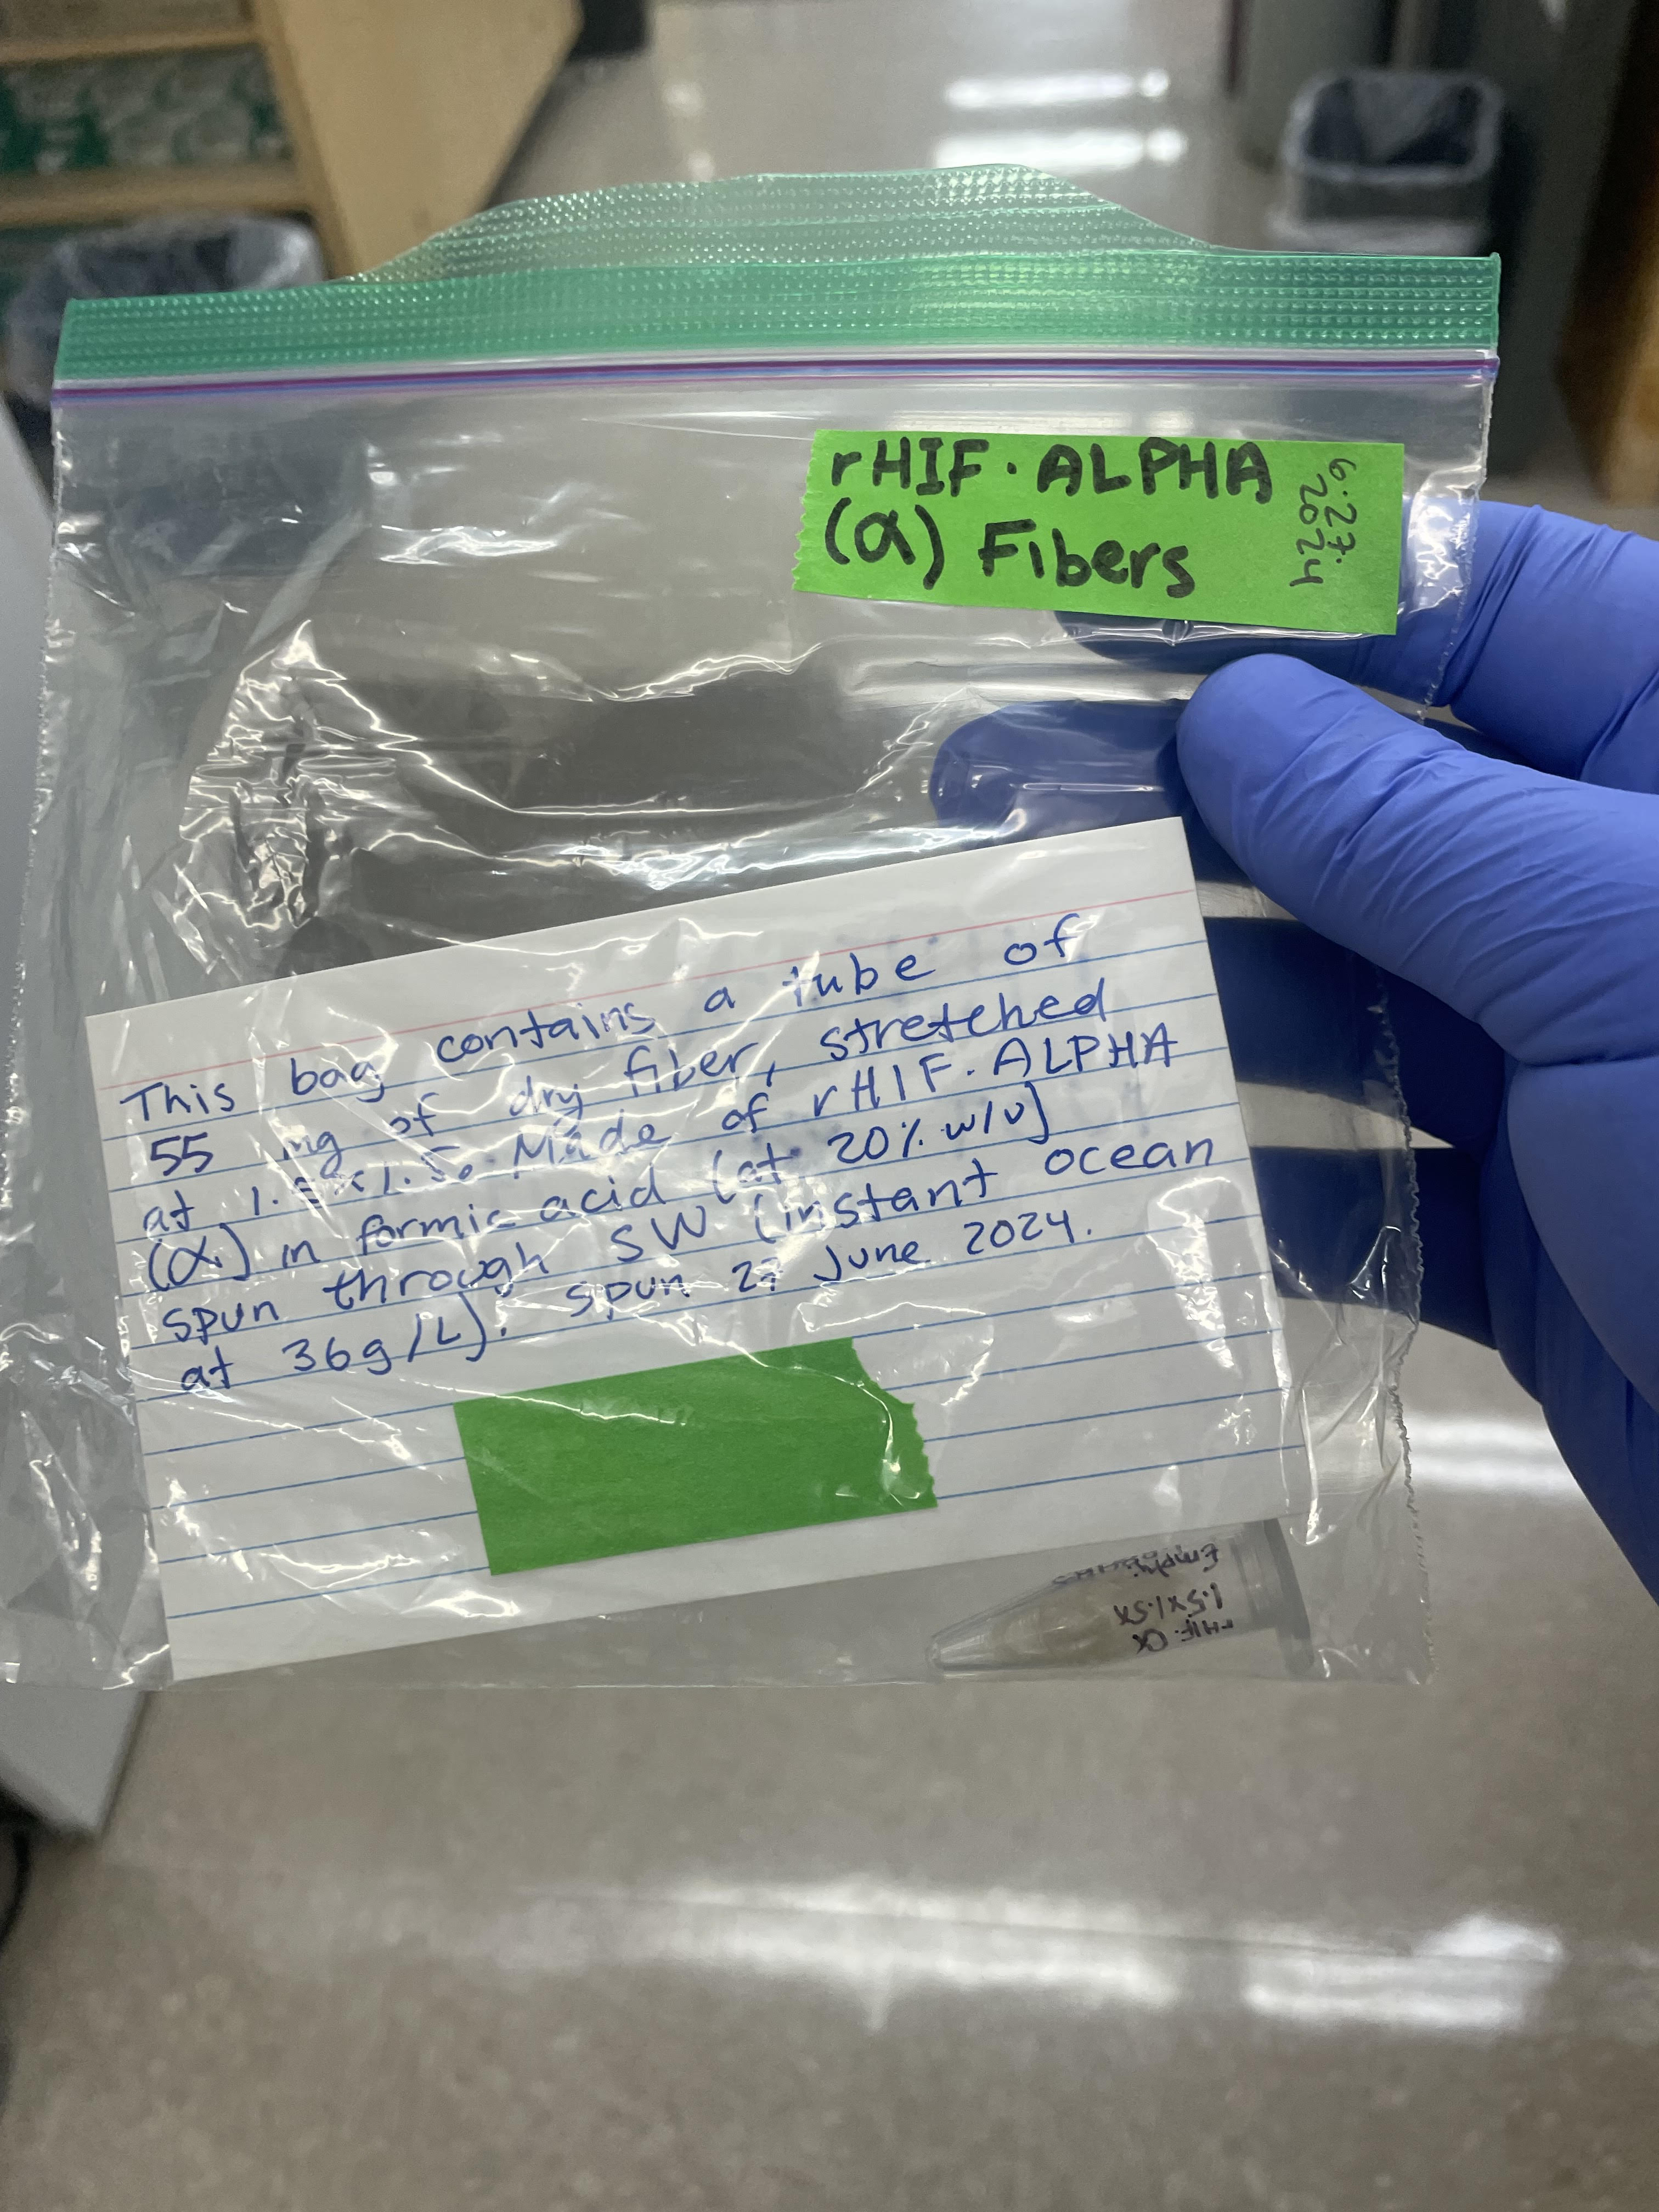 rHIF. ALPHA
(α) Fibers
6.27.
2024
This bag contains a tube of
55 mg of dry fiber, stretched
at 1.5x1.5x. Made of rHIF. ALPHA
(α) in formic acid (at 20% w/v)
spun through SW (instant ocean
at 36g/L). Spun 27 June 2024.
rHIF. α
1.5x1.5x